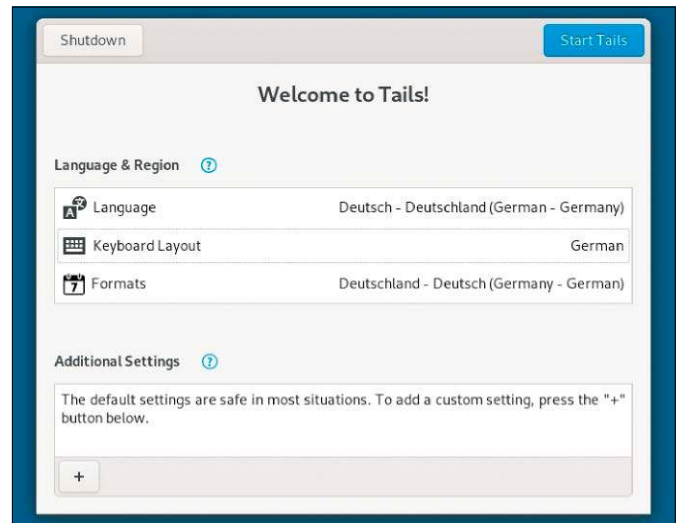 Shutdown
Start Tails
Welcome to Tails!
Language & Region ?
Language Deutsch - Deutschland (German - Germany)
Keyboard Layout German
Formats Deutschland - Deutsch (Germany - German)
Additional Settings ?
The default settings are safe in most situations. To add a custom setting, press the "+"
button below.
+